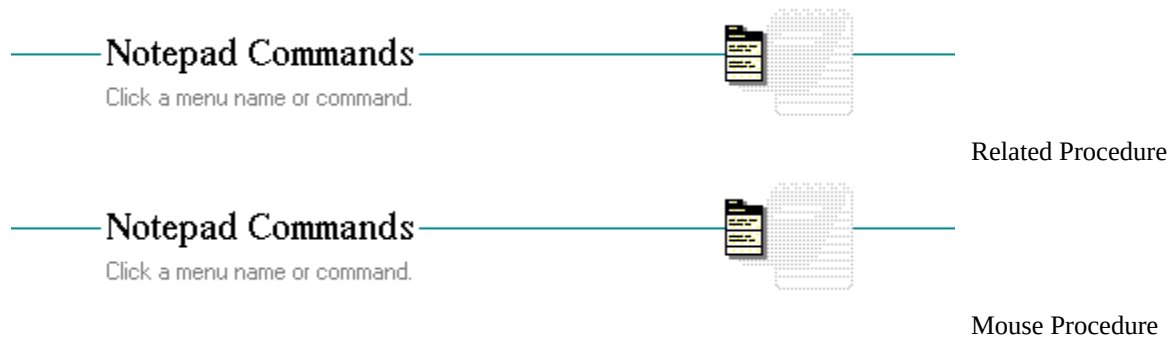 Notepad Commands
Click a menu name or command.
Related Procedure
Notepad Commands
Click a menu name or command.
Mouse Procedure